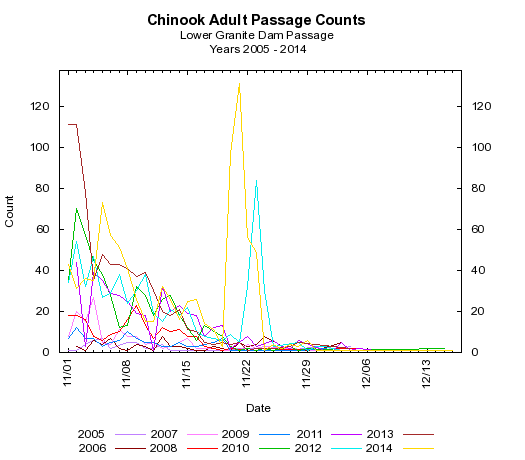 Chinook Adult Passage Counts
Lower Granite Dam Passage
Years 2005 - 2014
120 120
100 100
80 80
60 60
40 40
20 20
0 0
Count
11/01 11/08 11/15 11/22 11/29 12/06 12/13
Date
2005 2007 2009 2011 2013
2006 2008 2010 2012 2014